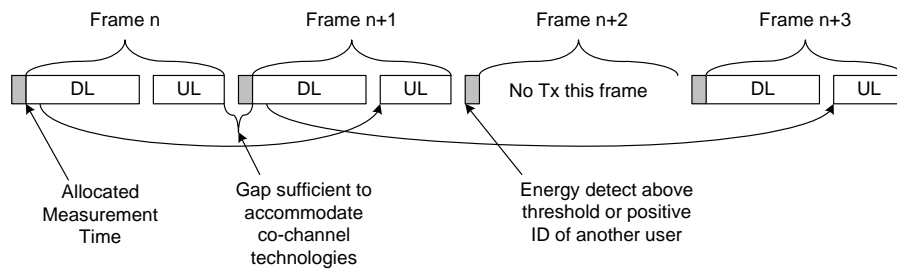 Frame n
Frame n+1
Frame n+2
Frame n+3
DL
UL
DL
UL
No Tx this frame
DL
UL
Allocated
Measurement
Time
Gap sufficient to
accommodate
co-channel
technologies
Energy detect above
threshold or positive
ID of another user